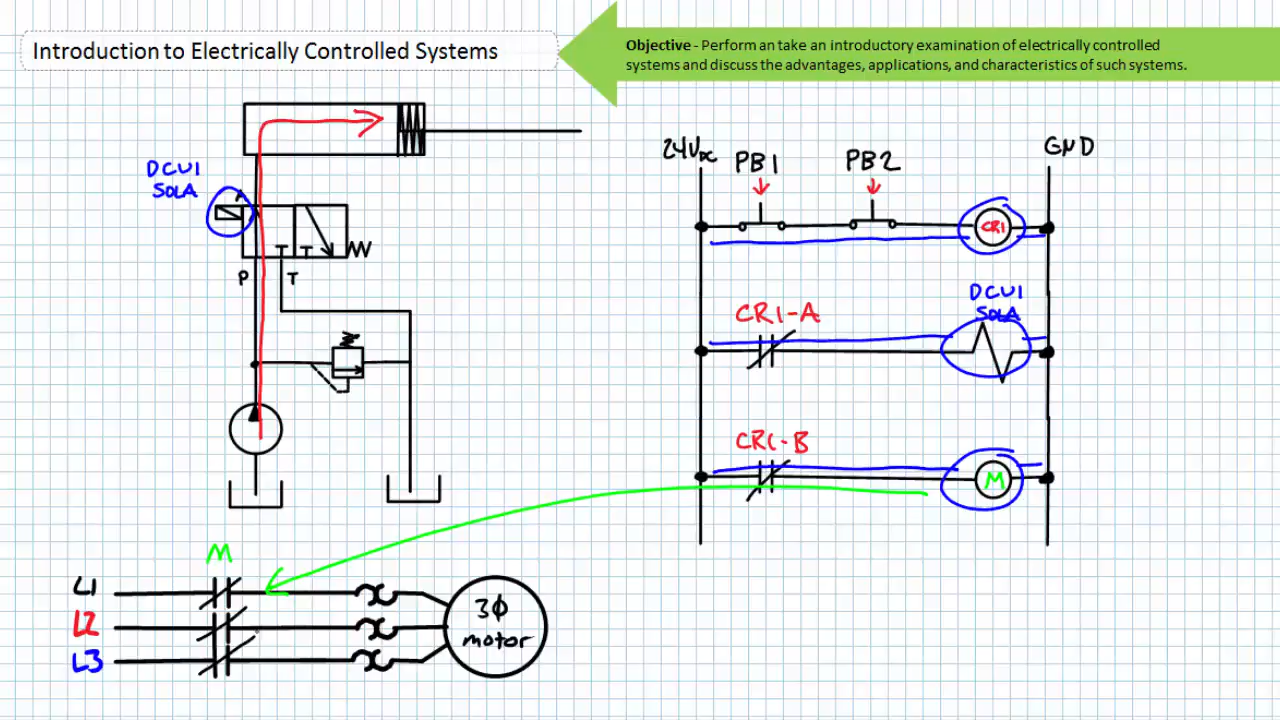 Introduction to Electrically Controlled Systems
Objective - Perform an take an introductory examination of electrically controlled
systems and discuss the advantages, applications, and characteristics of such systems.
DCV1
SOLA
A
T
T
P
T
24VDC
PB1
PB2
GND
CR1
CR1-A
DCV1
SOLA
CR1-B
M
M
L1
L2
L3
3Φ
motor